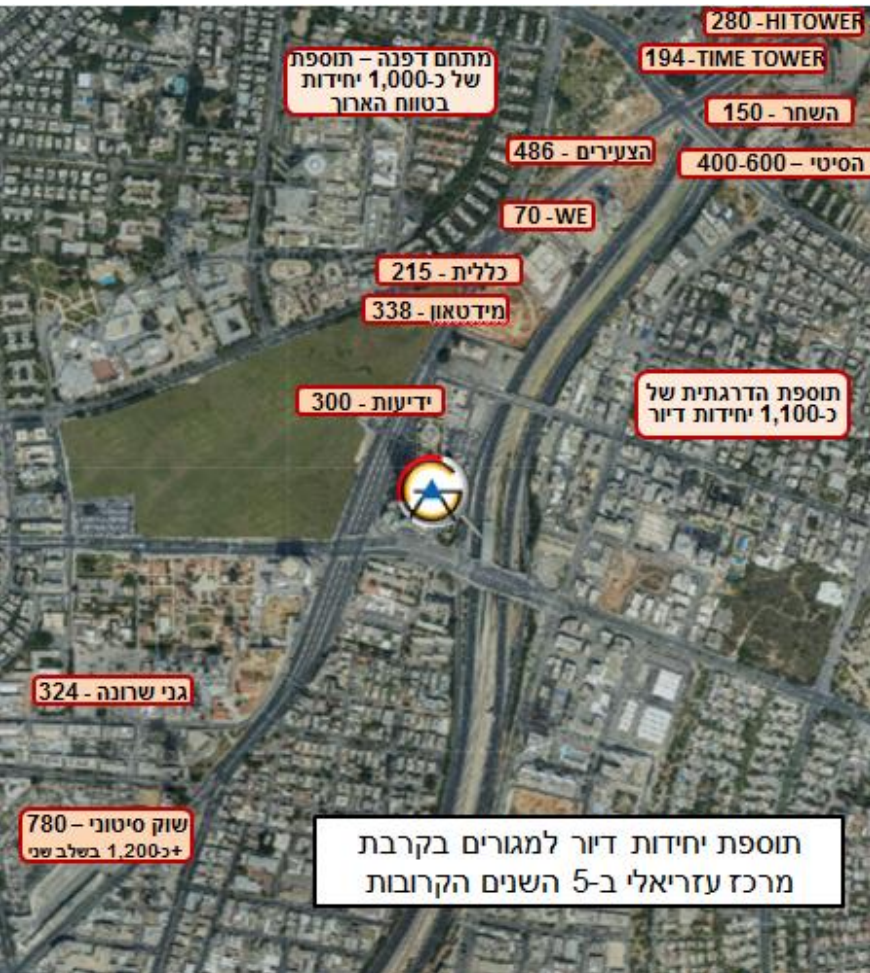 280 - HI TOWER
194 - TIME TOWER
מתחם דפנה – תוספת
של כ-1,000 יחידות
בטווח הארוך
השחר - 150
הצעירים - 486
הסיטי – 400-600
70 - WE
כללית - 215
מידטאון - 338
תוספת הדרגתית של
כ-1,100 יחידות דיור
ידיעות - 300
גני שרונה - 324
שוק סיטוני – 780
+כ-1,200 בשלב שני
תוספת יחידות דיור למגורים בקרבת
מרכז עזריאלי ב-5 השנים הקרובות